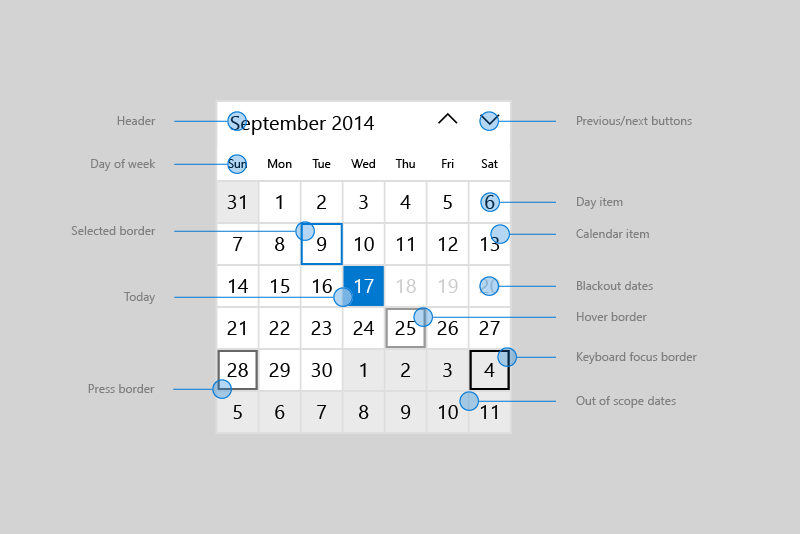 Header
September 2014
Previous/next buttons
Day of week
Sun Mon Tue Wed Thu Fri Sat
31 1 2 3 4 5 6
Day item
Selected border
7 8 9 10 11 12 13
Calendar item
14 15 16 17 18 19 20
Blackout dates
Today
Hover border
21 22 23 24 25 26 27
Keyboard focus border
28 29 30 1 2 3 4
Press border
Out of scope dates
5 6 7 8 9 10 11